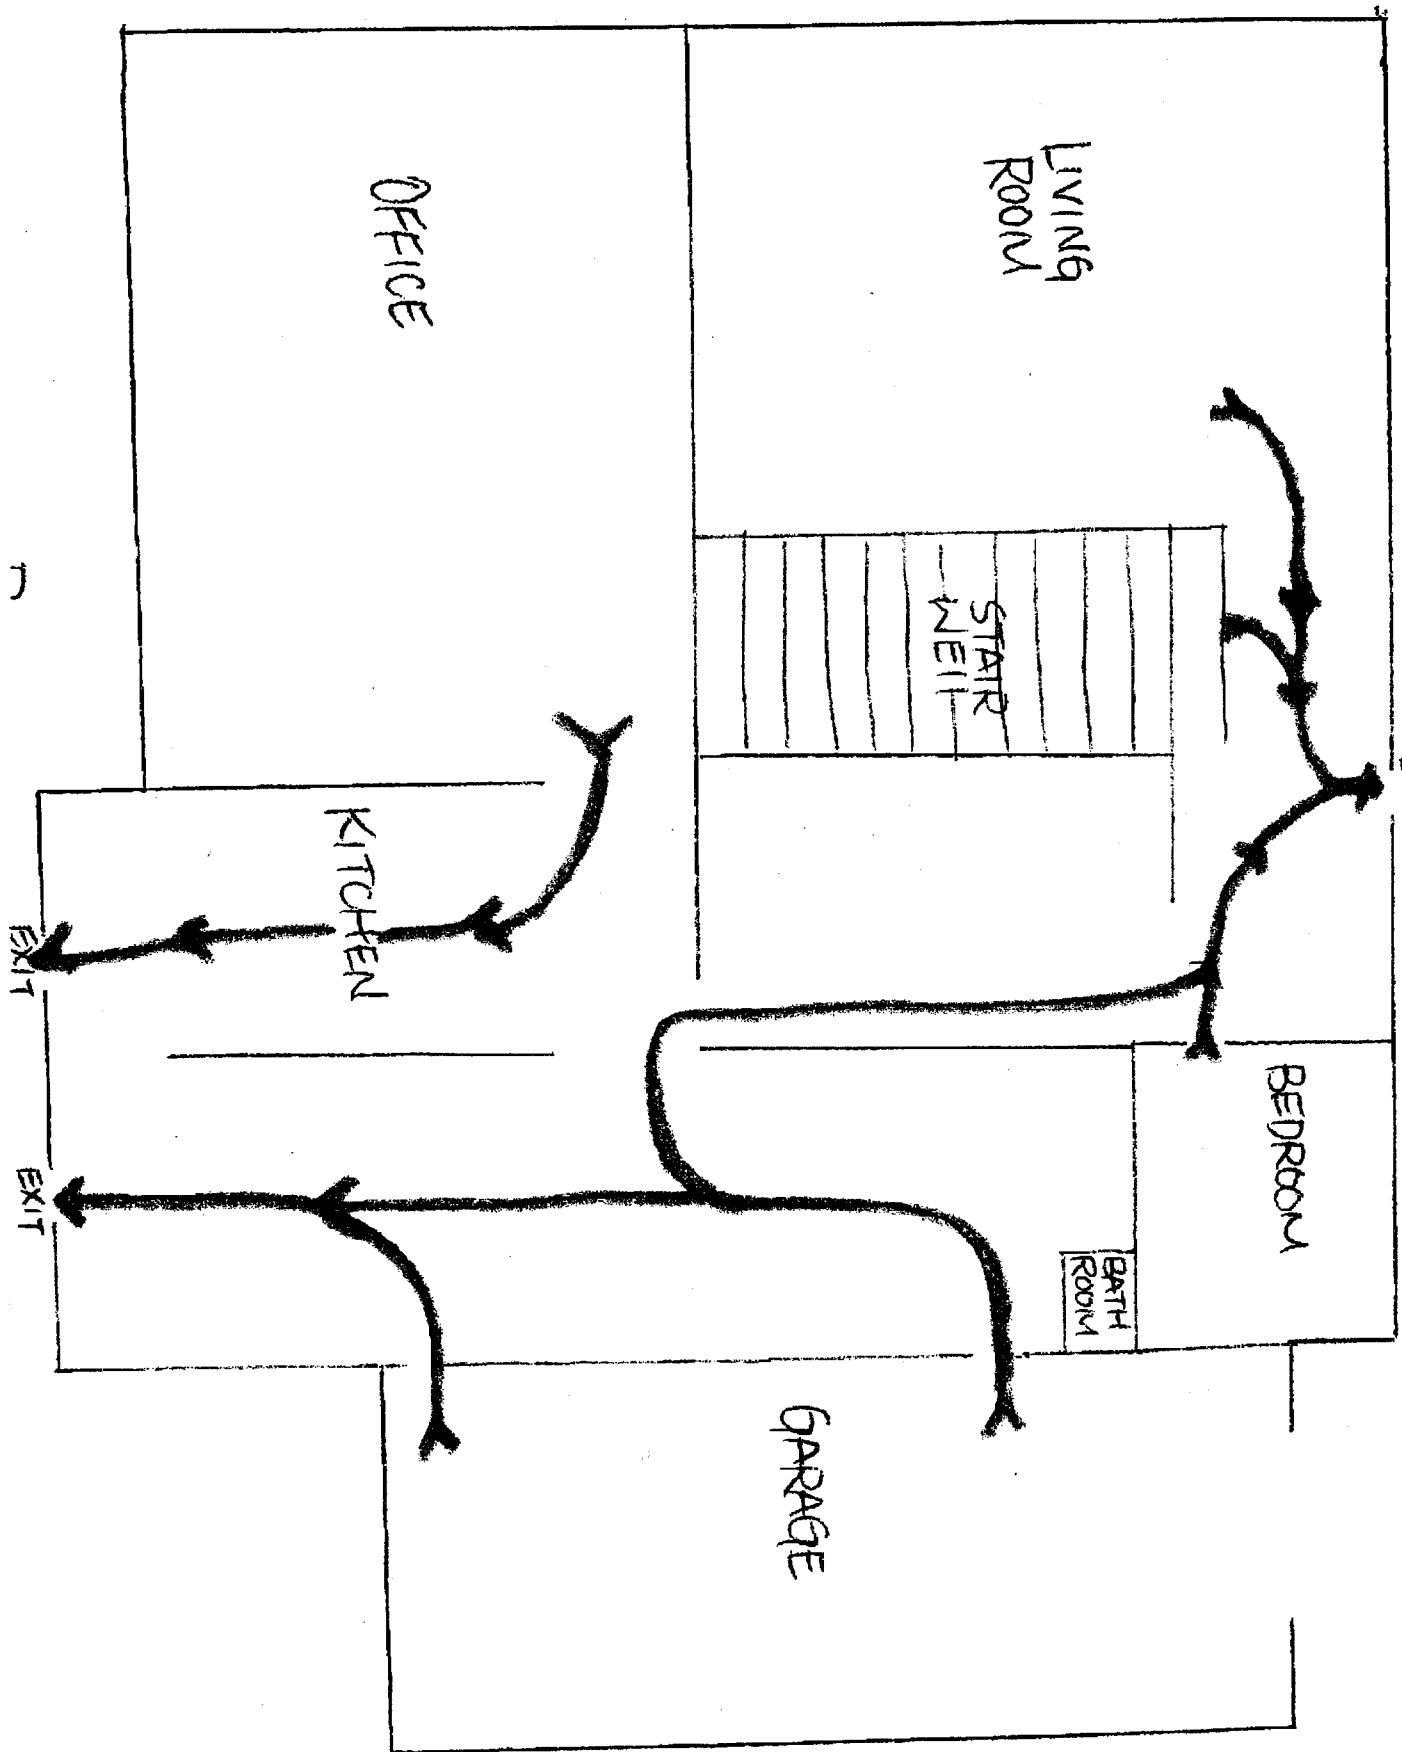 LIVING
ROOM
OFFICE
STAIR
WEll
KITCHEN
EXIT
BEDROOM
BATH
ROOM
EXIT
GARAGE